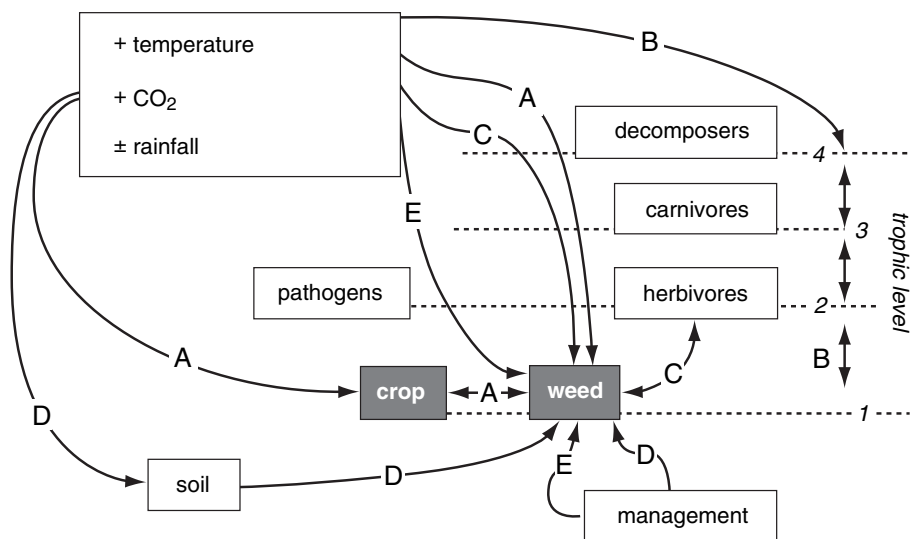 + temperature
+ CO₂
± rainfall
B
A
C
E
decomposers
4
carnivores
3
trophic level
pathogens
herbivores
2
A
B
C
D
crop
A
weed
1
soil
D
E
D
management